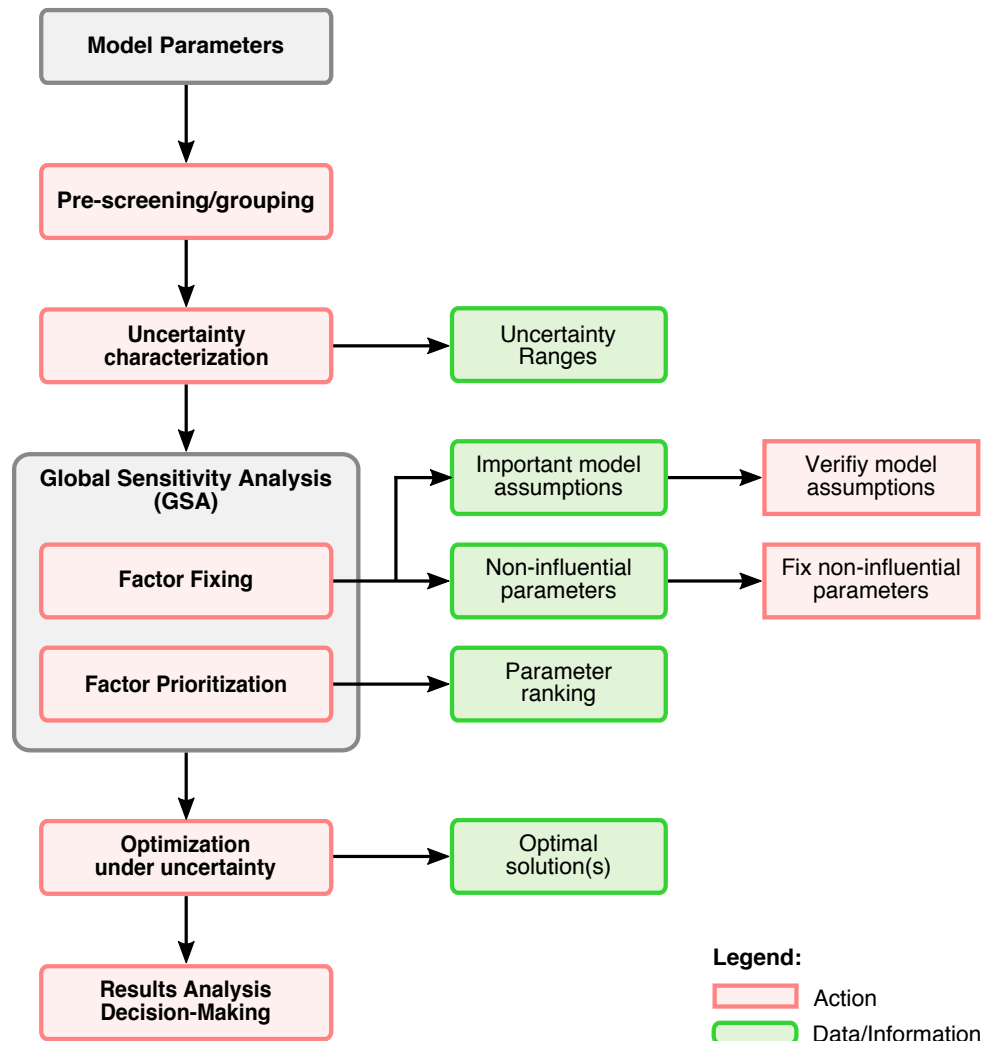 Model Parameters
Pre-screening/grouping
Uncertainty
characterization
Uncertainty
Ranges
Global Sensitivity Analysis
(GSA)
Important model
assumptions
Verifiy model
assumptions
Factor Fixing
Non-influential
parameters
Fix non-influential
parameters
Factor Prioritization
Parameter
ranking
Optimization
under uncertainty
Optimal
solution(s)
Results Analysis
Decision-Making
Legend:
Action
Data/Information